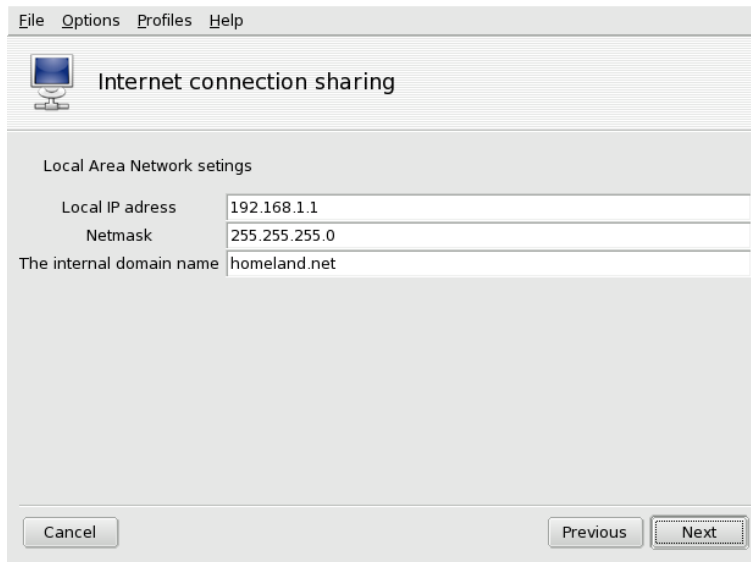 File Options Profiles Help
Internet connection sharing
Local Area Network setings
Local IP adress 192.168.1.1
Netmask 255.255.255.0
The internal domain name homeland.net
Cancel Previous Next